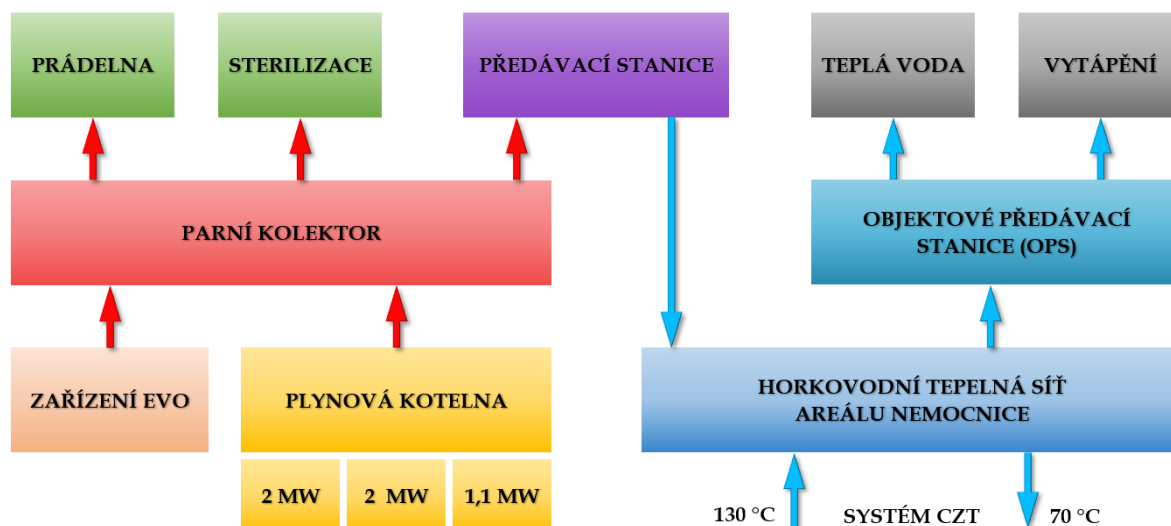 PRÁDELNA
STERILIZACE
PŘEDÁVACÍ STANICE
TEPLÁ VODA
VYTÁPĚNÍ
PARNÍ KOLEKTOR
OBJEKTOVÉ PŘEDÁVACÍ
STANICE (OPS)
ZAŘÍZENÍ EVO
PLYNOVÁ KOTELNA
HORKOVODNÍ TEPELNÁ SÍŤ
AREÁLU NEMOCNICE
2 MW
2 MW
1,1 MW
130 °C
SYSTÉM CZT
70 °C